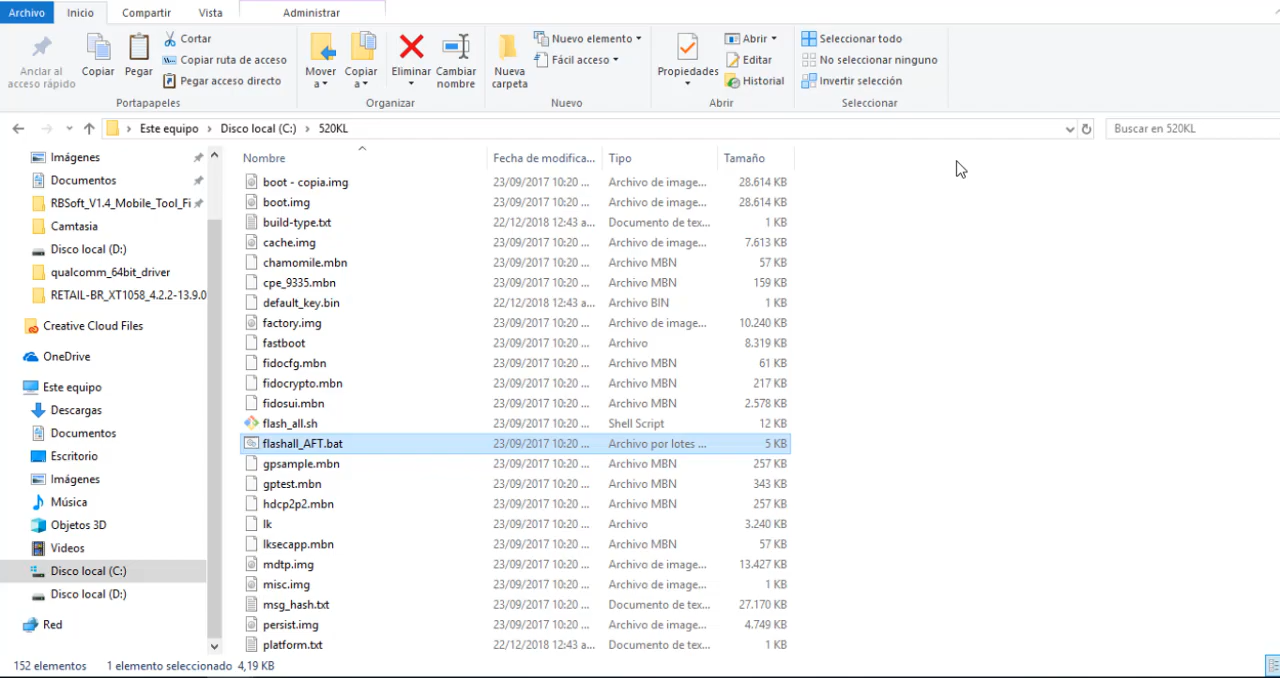 Archivo Inicio Compartir Vista Administrar
Anclar al acceso rápido
Copiar
Pegar
Cortar
Copiar ruta de acceso
Pegar acceso directo
Portapapeles
Mover a
Copiar a
Eliminar
Cambiar nombre
Organizar
Nueva carpeta
Nuevo elemento
Fácil acceso
Nuevo
Propiedades
Abrir
Editar
Historial
Abrir
Seleccionar todo
No seleccionar ninguno
Invertir selección
Seleccionar
Este equipo > Disco local (C:) > 520KL
Buscar en 520KL
Imágenes
Documentos
RBSoft_V1.4_Mobile_Tool_Fi
Camtasia
Disco local (D:)
qualcomm_64bit_driver
RETAIL-BR_XT1058_4.2.2-13.9.0
Creative Cloud Files
OneDrive
Este equipo
Descargas
Documentos
Escritorio
Imágenes
Música
Objetos 3D
Videos
Disco local (C:)
Disco local (D:)
Red
Nombre Fecha de modifica... Tipo Tamaño
boot - copia.img 23/09/2017 10:20 ... Archivo de image... 28.614 KB
boot.img 23/09/2017 10:20 ... Archivo de image... 28.614 KB
build-type.txt 22/12/2018 12:43 a... Documento de tex... 1 KB
cache.img 23/09/2017 10:20 ... Archivo de image... 7.613 KB
chamomile.mbn 23/09/2017 10:20 ... Archivo MBN 57 KB
cpe_9335.mbn 23/09/2017 10:20 ... Archivo MBN 159 KB
default_key.bin 22/12/2018 12:43 a... Archivo BIN 1 KB
factory.img 23/09/2017 10:20 ... Archivo de image... 10.240 KB
fastboot 23/09/2017 10:20 ... Archivo 8.319 KB
fidocfg.mbn 23/09/2017 10:20 ... Archivo MBN 61 KB
fidocrypto.mbn 23/09/2017 10:20 ... Archivo MBN 217 KB
fidosui.mbn 23/09/2017 10:20 ... Archivo MBN 2.578 KB
flash_all.sh 23/09/2017 10:20 ... Shell Script 12 KB
flashall_AFT.bat 23/09/2017 10:20 ... Archivo por lotes ... 5 KB
gpsample.mbn 23/09/2017 10:20 ... Archivo MBN 257 KB
gptest.mbn 23/09/2017 10:20 ... Archivo MBN 343 KB
hdcp2p2.mbn 23/09/2017 10:20 ... Archivo MBN 257 KB
lk 23/09/2017 10:20 ... Archivo 3.240 KB
lksecapp.mbn 23/09/2017 10:20 ... Archivo MBN 57 KB
mdtp.img 23/09/2017 10:20 ... Archivo de image... 13.427 KB
misc.img 23/09/2017 10:20 ... Archivo de image... 1 KB
msg_hash.txt 23/09/2017 10:20 ... Documento de tex... 27.170 KB
persist.img 23/09/2017 10:20 ... Archivo de image... 4.749 KB
platform.txt 22/12/2018 12:43 a... Documento de tex... 1 KB
152 elementos 1 elemento seleccionado 4,19 KB